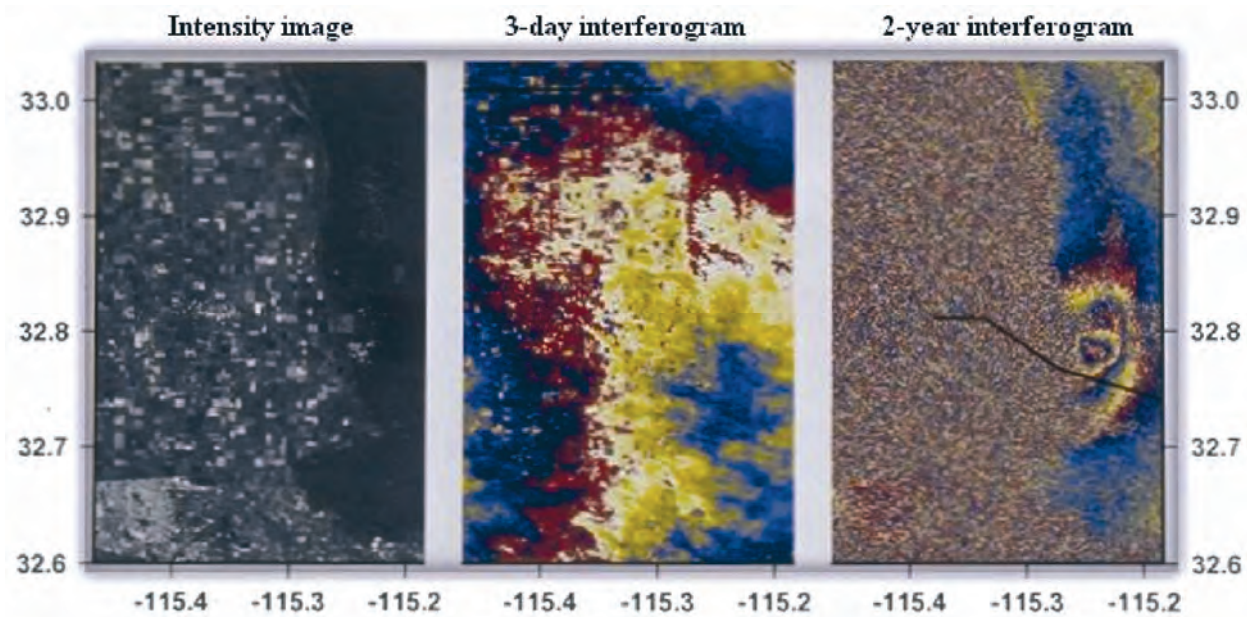 Intensity image 3-day interferogram 2-year interferogram
33.0 33.0
32.9 32.9
32.8 32.8
32.7 32.7
32.6 32.6
-115.4 -115.3 -115.2 -115.4 -115.3 -115.2 -115.4 -115.3 -115.2